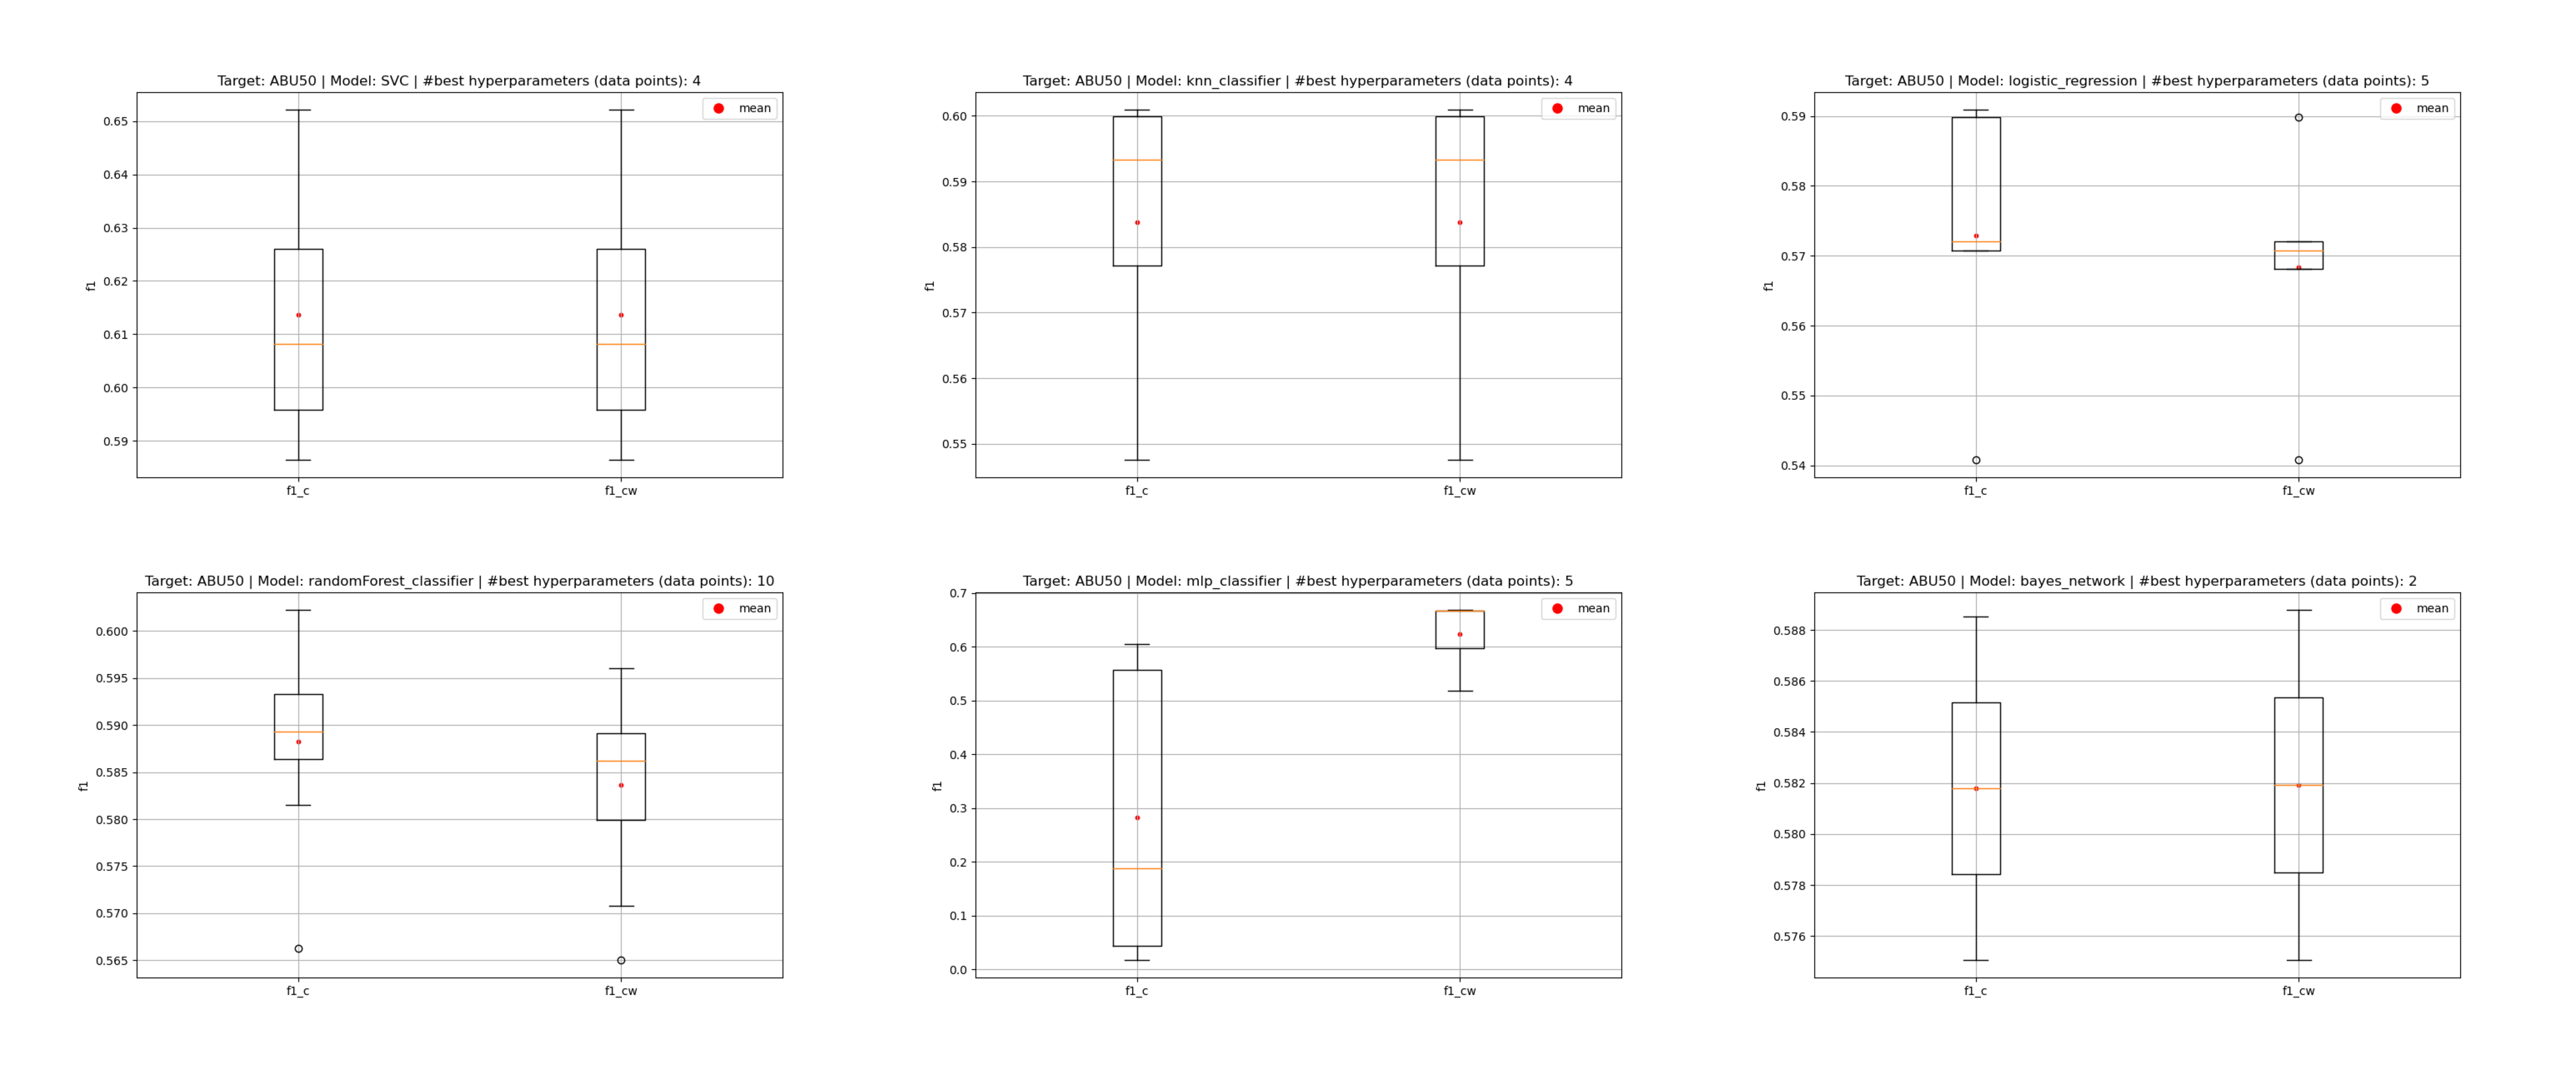 Target: ABU50 | Model: SVC | #best hyperparameters (data points): 4
mean
0.65
0.64
0.63
0.62
0.61
0.60
0.59
f1
f1_c
f1_cw
Target: ABU50 | Model: knn_classifier | #best hyperparameters (data points): 4
mean
0.60
0.59
0.58
0.57
0.56
0.55
f1
f1_c
f1_cw
Target: ABU50 | Model: logistic_regression | #best hyperparameters (data points): 5
mean
0.59
0.58
0.57
0.56
0.55
0.54
f1
f1_c
f1_cw
Target: ABU50 | Model: randomForest_classifier | #best hyperparameters (data points): 10
mean
0.600
0.595
0.590
0.585
0.580
0.575
0.570
0.565
f1
f1_c
f1_cw
Target: ABU50 | Model: mlp_classifier | #best hyperparameters (data points): 5
mean
0.7
0.6
0.5
0.4
0.3
0.2
0.1
0.0
f1
f1_c
f1_cw
Target: ABU50 | Model: bayes_network | #best hyperparameters (data points): 2
mean
0.588
0.586
0.584
0.582
0.580
0.578
0.576
f1
f1_c
f1_cw